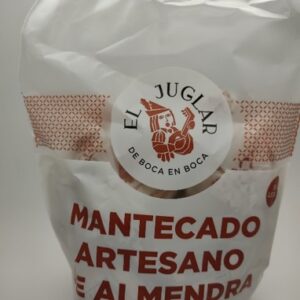 EL JUGLAR
DE BOCA EN BOCA
MANTECADO
ARTESANO
E ALMENDRA